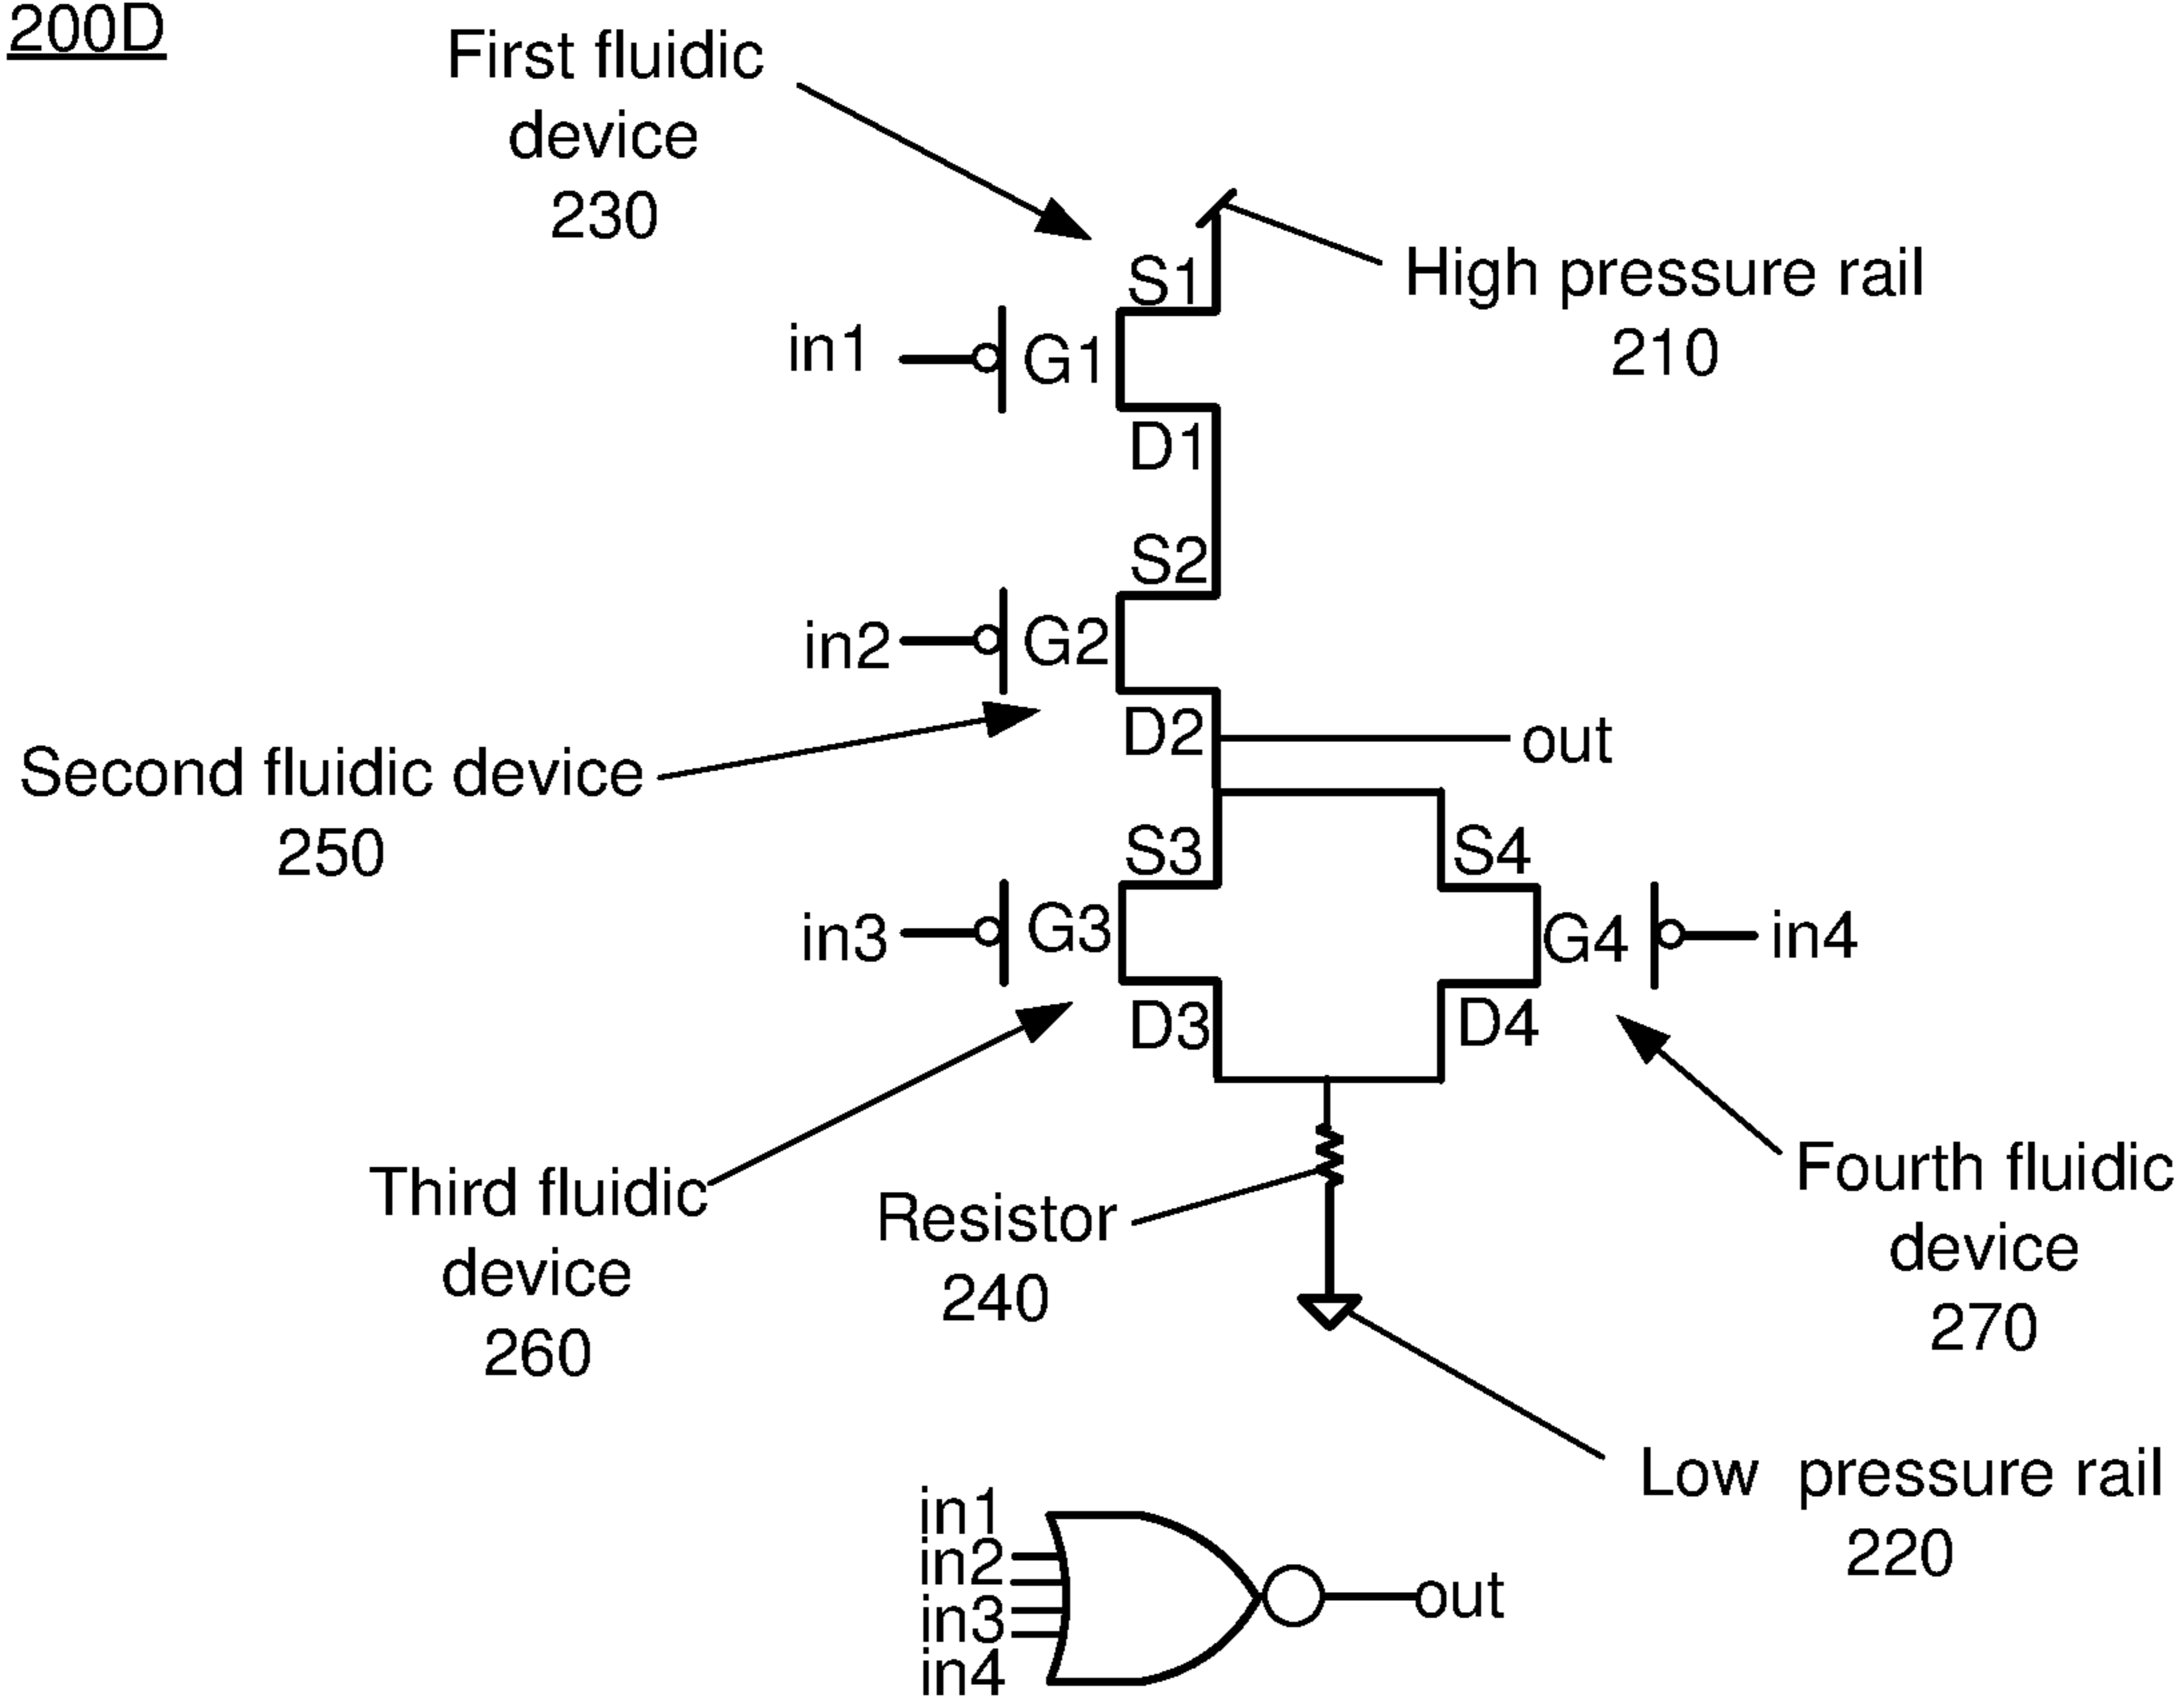 200D
First fluidic
device
230
S1
High pressure rail
210
in1
G1
D1
S2
in2
G2
D2
out
Second fluidic device
250
S3
S4
in3
G3
G4
in4
D3
D4
Third fluidic
device
260
Resistor
240
Fourth fluidic
device
270
Low pressure rail
220
in1
in2
in3
in4
out